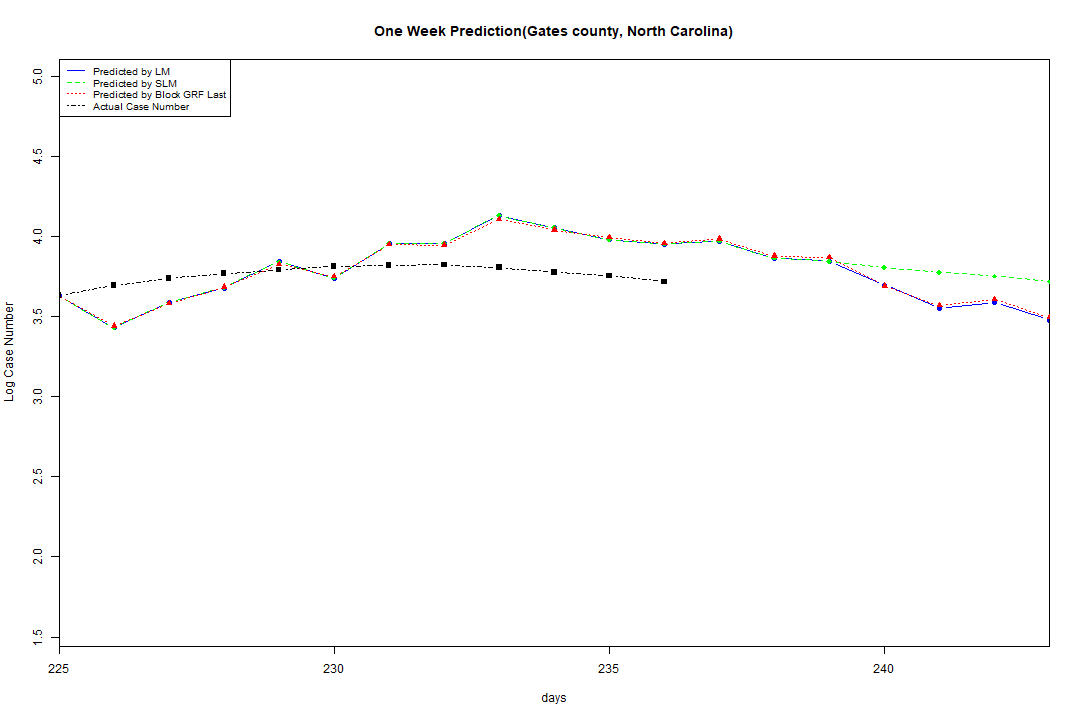 One Week Prediction(Gates county, North Carolina)
Predicted by LM
Predicted by SLM
Predicted by Block GRF Last
Actual Case Number
5.0
4.5
4.0
3.5
3.0
2.5
2.0
1.5
Log Case Number
225 230 235 240
days